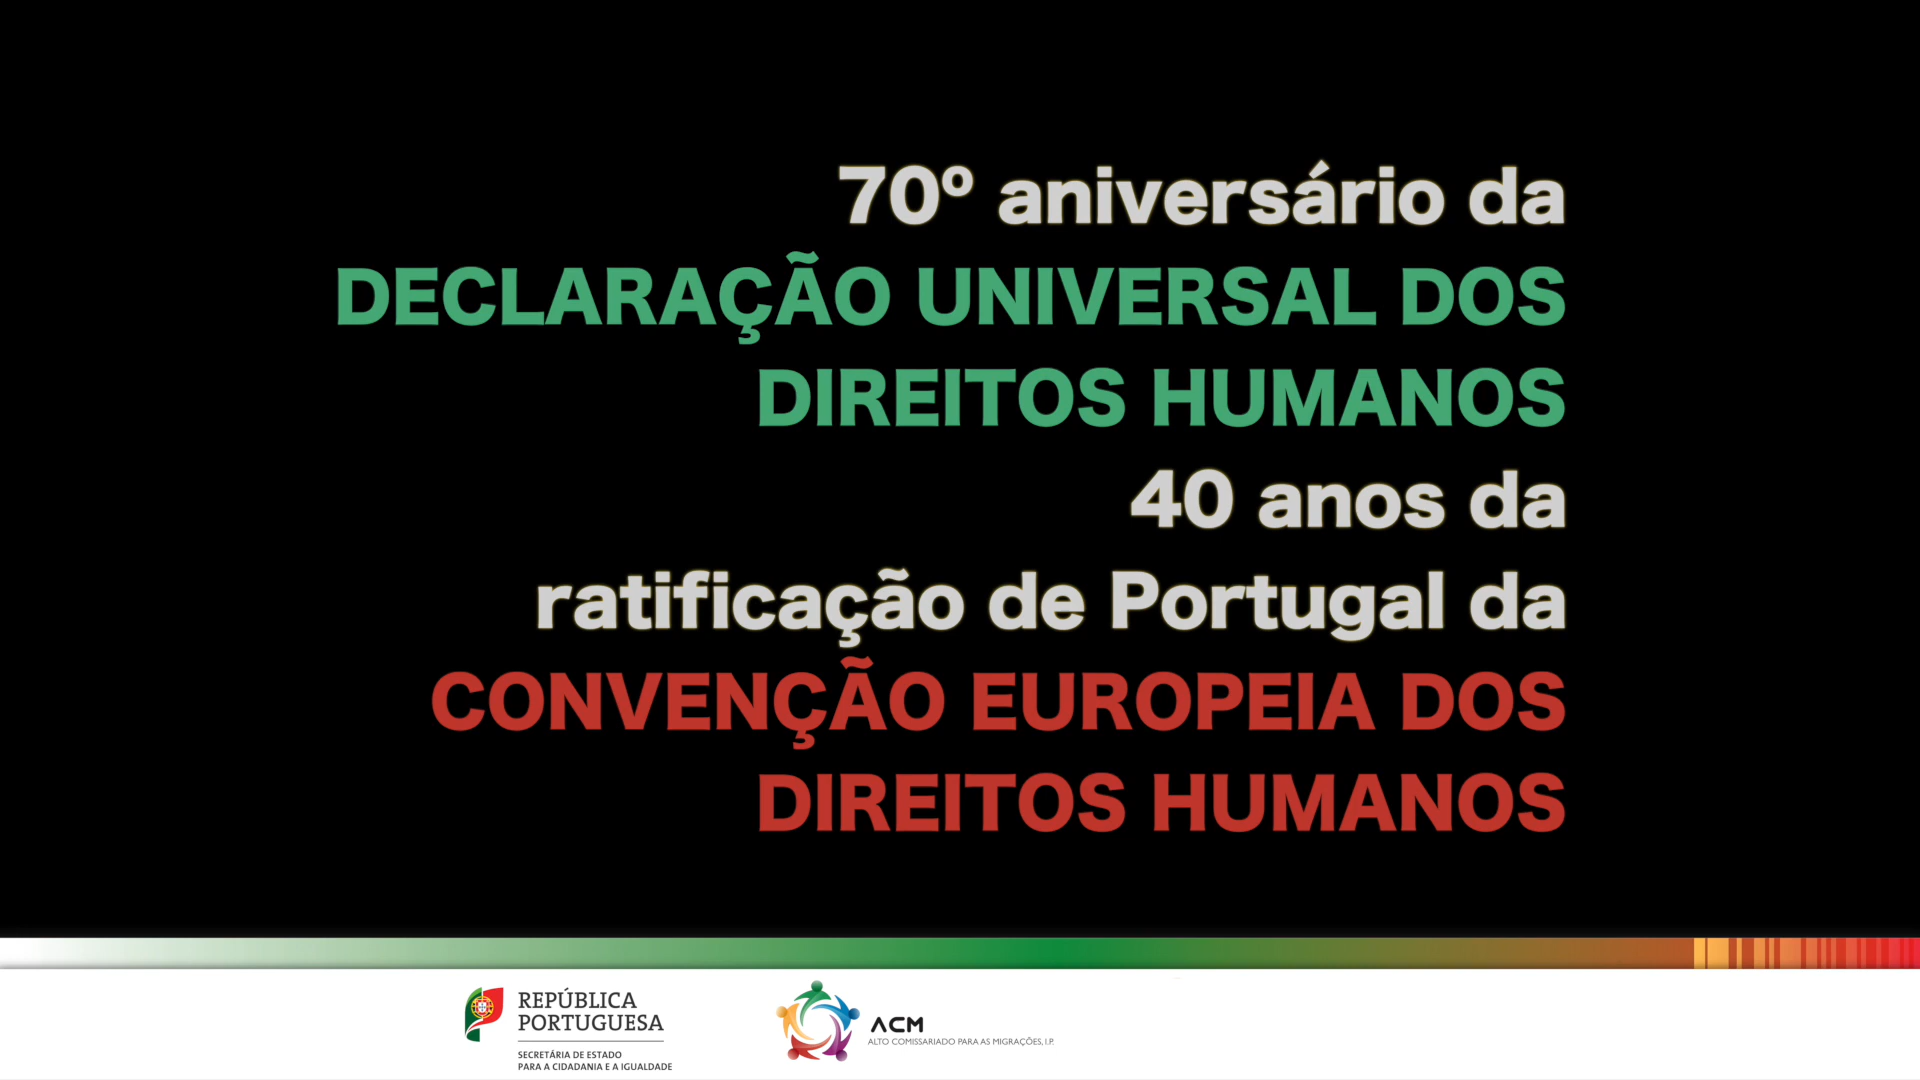 70º aniversário da
DECLARAÇÃO UNIVERSAL DOS
DIREITOS HUMANOS
40 anos da
ratificação de Portugal da
CONVENÇÃO EUROPEIA DOS
DIREITOS HUMANOS
REPÚBLICA
PORTUGUESA
SECRETÁRIA DE ESTADO
PARA A CIDADANIA E A IGUALDADE
ACM
ALTO COMISSARIADO PARA AS MIGRAÇÕES, I.P.